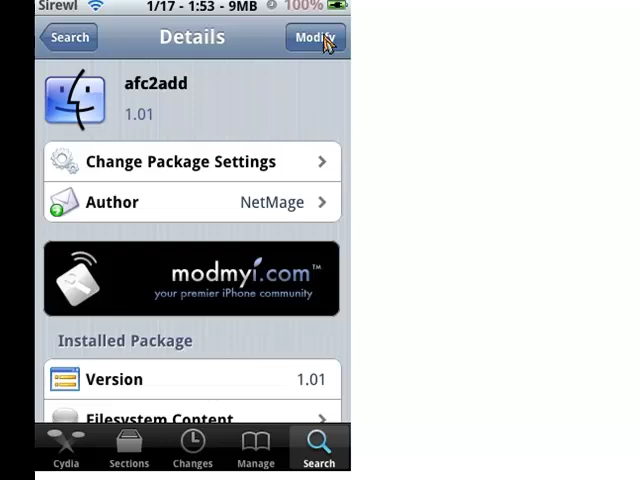 Sirewl 1/17 - 1:53 - 9MB 100%
Search Details Modify
afc2add
1.01
Change Package Settings
Author NetMage
modmyi.com™
your premier iPhone community
Installed Package
Version 1.01
Filesystem Content
Cydia Sections Changes Manage Search